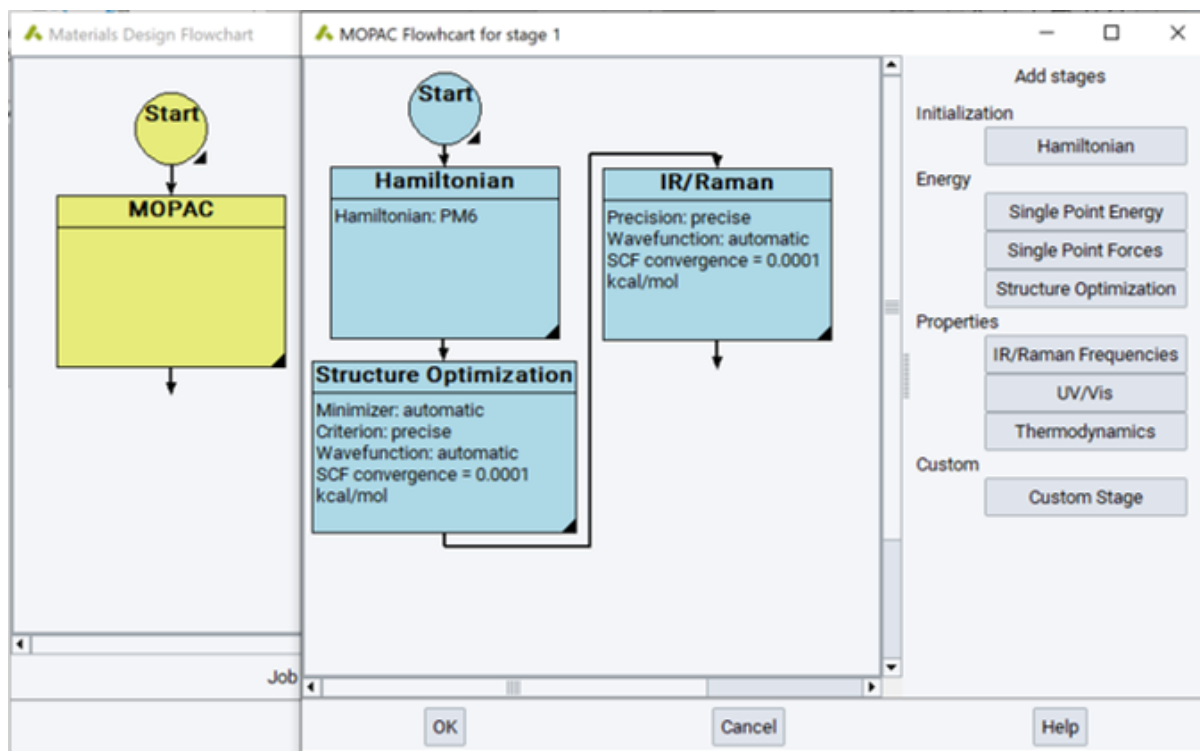 Materials Design Flowchart
Start
MOPAC
Job
MOPAC Flowhcart for stage 1
Start
Hamiltonian
Hamiltonian: PM6
Structure Optimization
Minimizer: automatic
Criterion: precise
Wavefunction: automatic
SCF convergence = 0.0001
kcal/mol
IR/Raman
Precision: precise
Wavefunction: automatic
SCF convergence = 0.0001
kcal/mol
Add stages
Initialization
Hamiltonian
Energy
Single Point Energy
Single Point Forces
Structure Optimization
Properties
IR/Raman Frequencies
UV/Vis
Thermodynamics
Custom
Custom Stage
OK
Cancel
Help